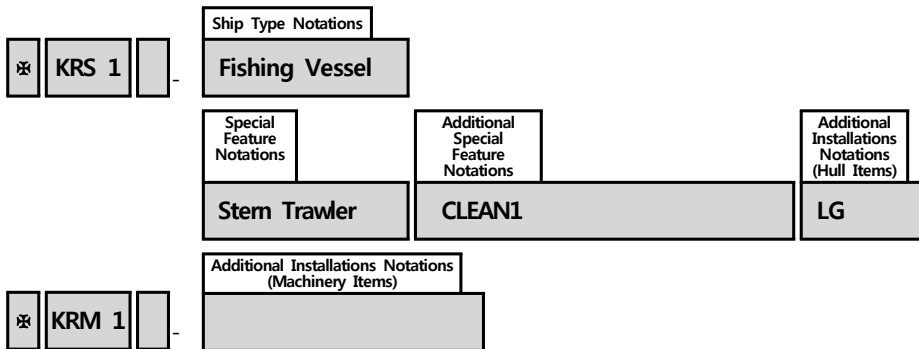 Ship Type Notations
✠ KRS 1 - Fishing Vessel
Special
Feature
Notations
Additional
Special
Feature
Notations
Additional
Installations
Notations
(Hull Items)
Stern Trawler CLEAN1 LG
Additional Installations Notations
(Machinery Items)
✠ KRM 1 -